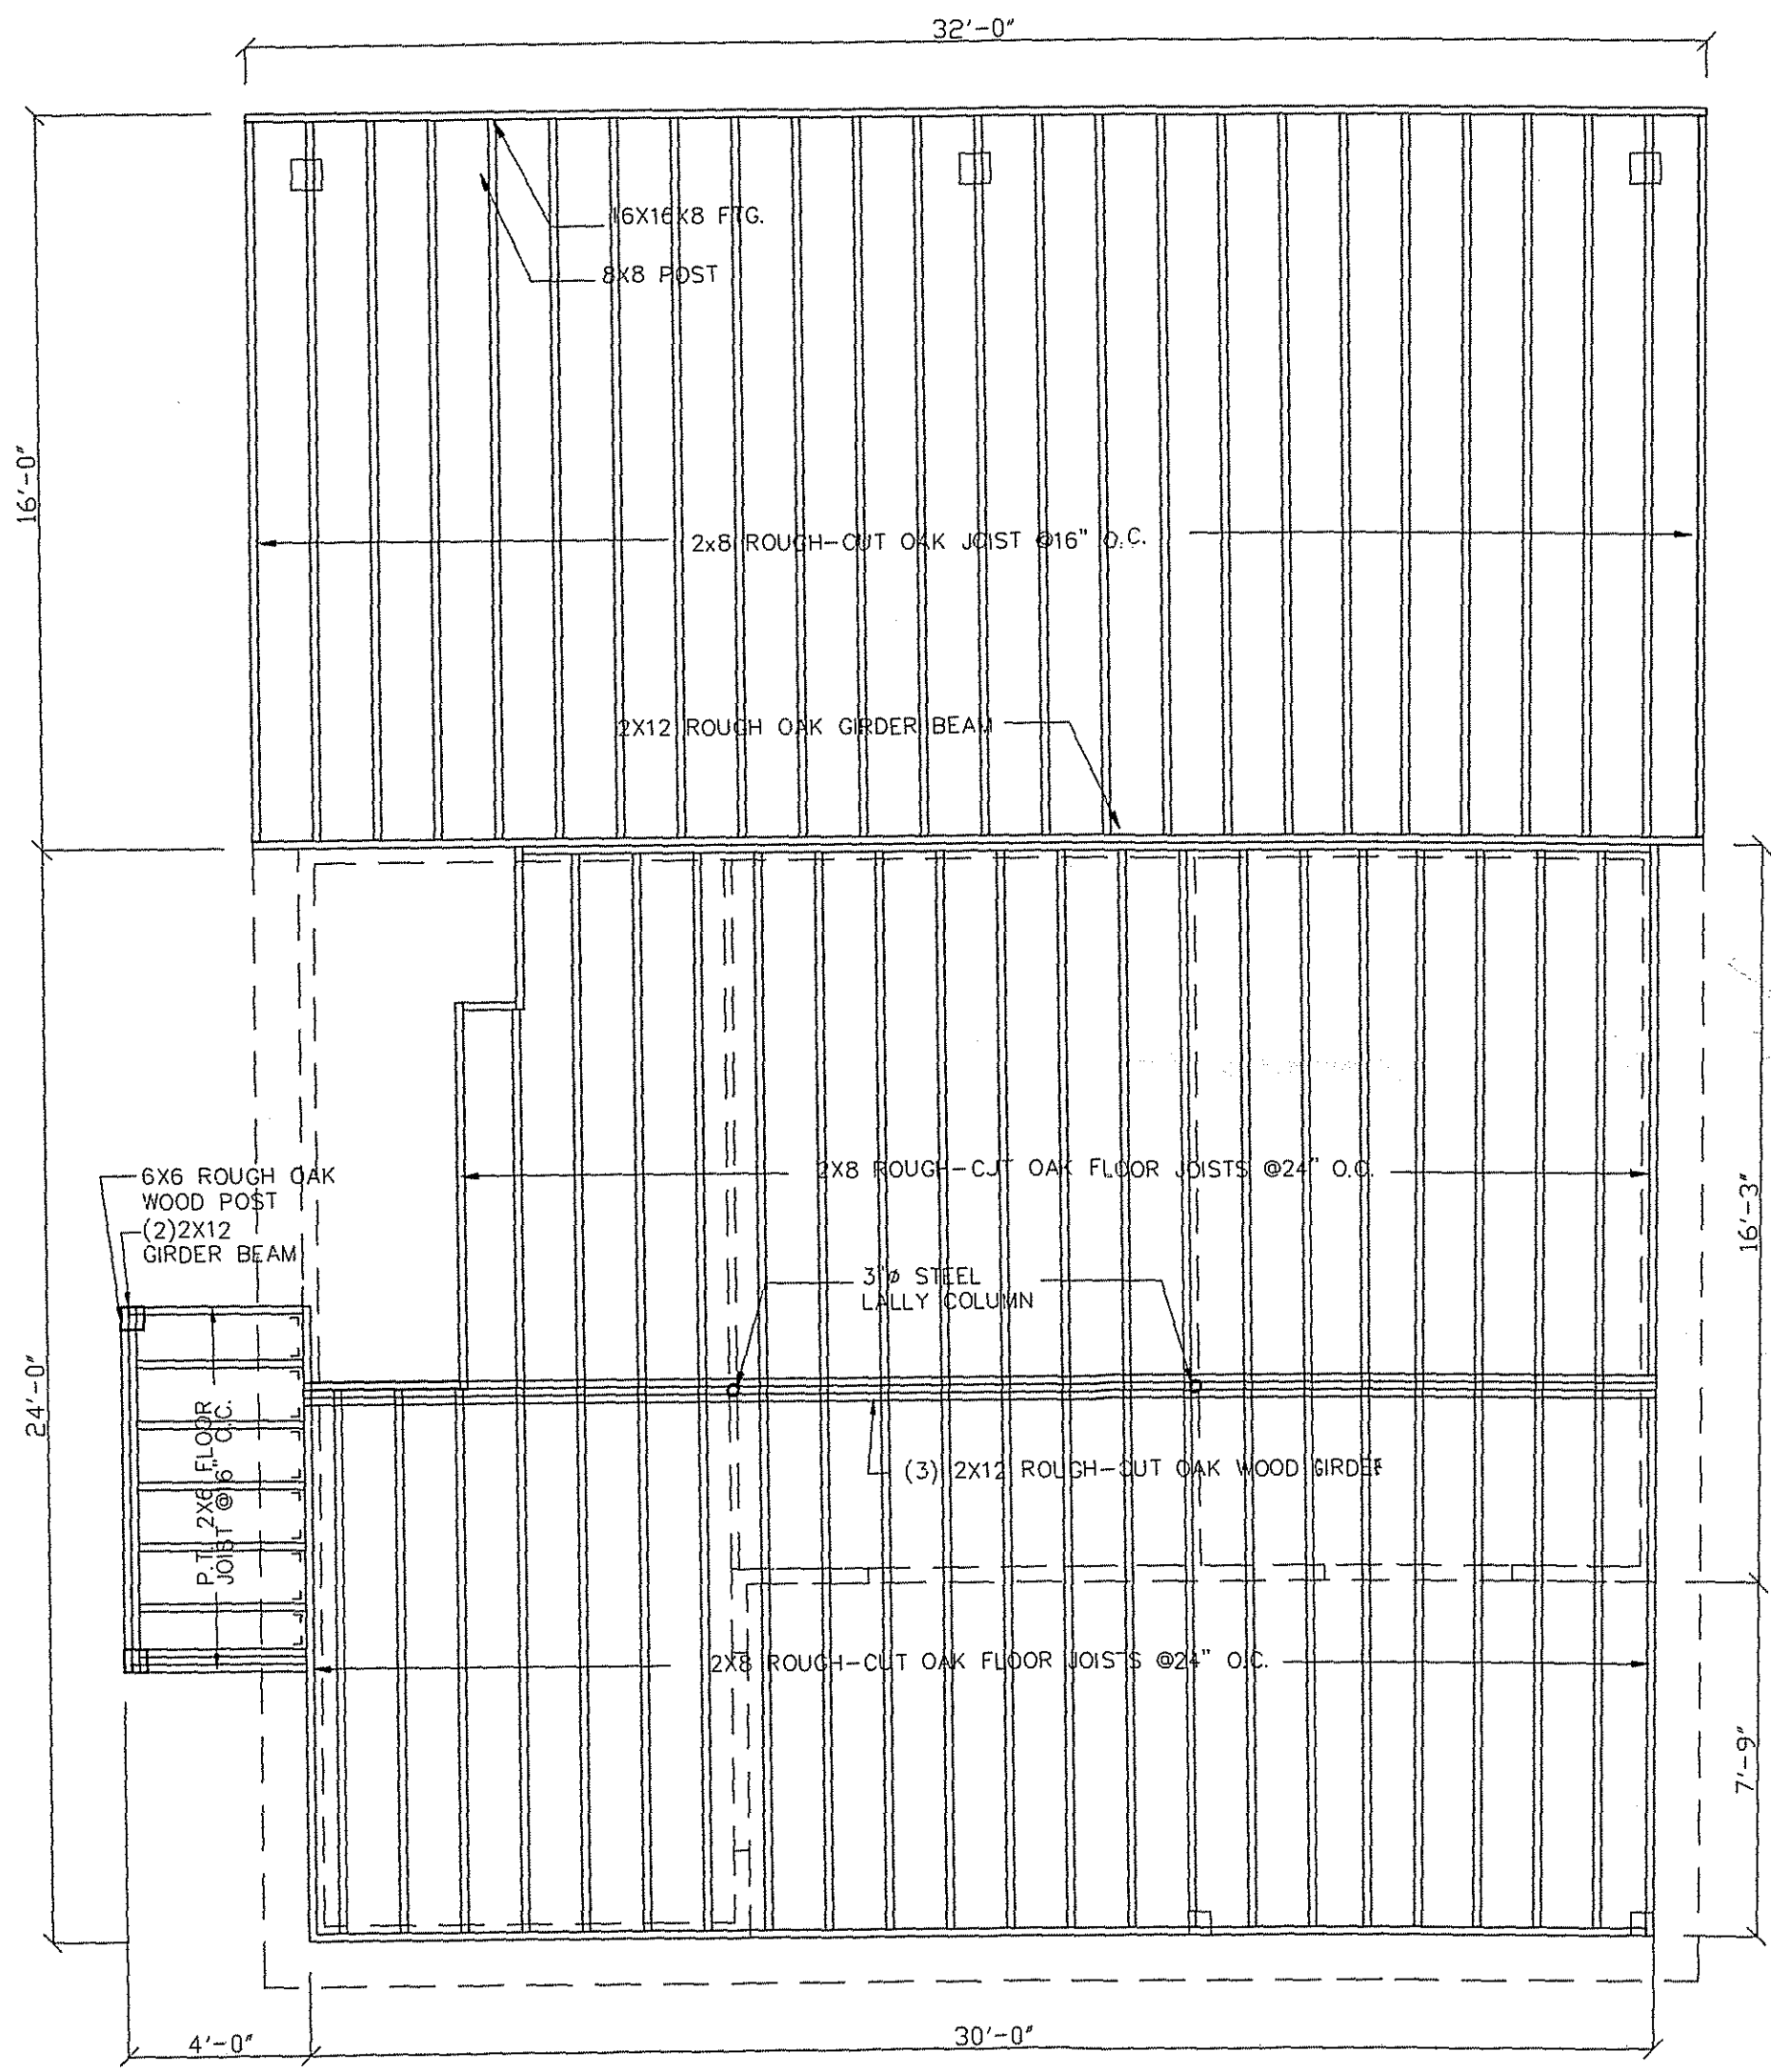 32'-0"
16X16X8 FTG.
8X8 POST
16'-0"
2x8 ROUGH-CUT OAK JOIST @16" O.C.
2X12 ROUGH OAK GIRDER BEAM
6X6 ROUGH OAK
WOOD POST
(2)2X12
GIRDER BEAM
2X8 ROUGH-CUT OAK FLOOR JOISTS @24" O.C.
16'-3"
3"ø STEEL
LALLY COLUMN
24'-0"
P.T. 2X6 FLOOR
JOIST @16" O.C.
(3) 2X12 ROUGH-CUT OAK WOOD GIRDER
2X8 ROUGH-CUT OAK FLOOR JOISTS @24" O.C.
7'-9"
4'-0"
30'-0"